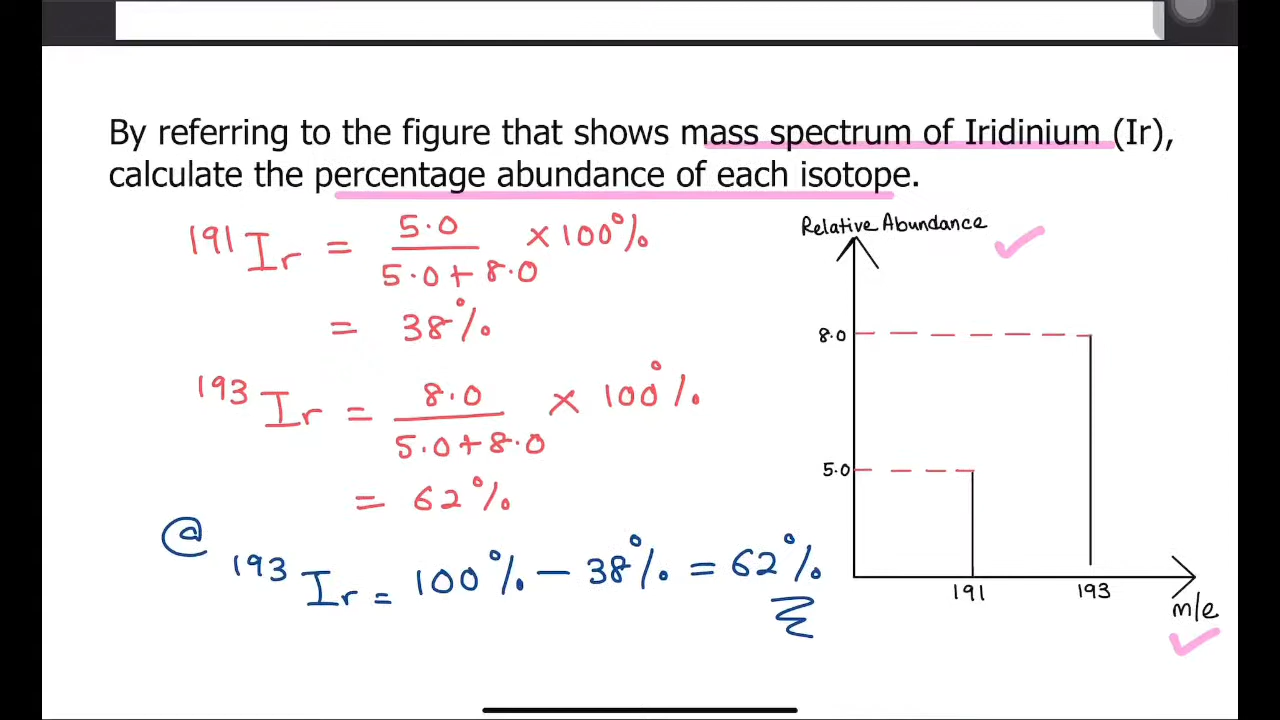 By referring to the figure that shows mass spectrum of Iridinium (Ir),
calculate the percentage abundance of each isotope.
191Ir = 5.0 / 5.0+8.0 × 100%
= 38%
193Ir = 8.0 / 5.0+8.0 × 100%
= 62%
@
193Ir = 100% - 38% = 62%
Relative Abundance
8.0
5.0
191 193
m/e